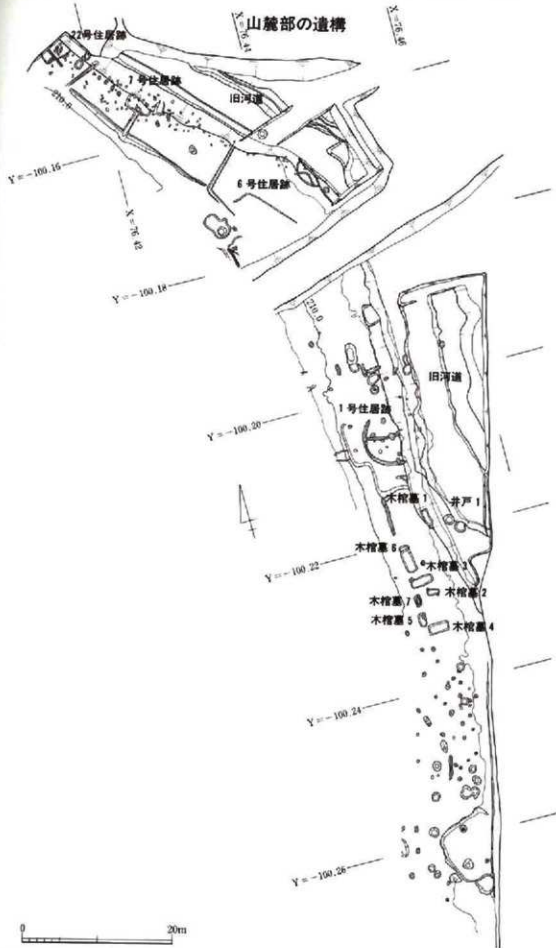 山麓部の遺構
X=76.44
X=76.46
22号住居跡
7号住居跡
210.0
旧河道
Y=-100.16
6号住居跡
X=76.42
Y=-100.18
210.0
旧河道
1号住居跡
Y=-100.20
木棺墓1
井戸1
木棺墓6
木棺墓3
Y=-100.22
木棺墓2
木棺墓7
木棺墓5
木棺墓4
Y=-100.24
Y=-100.26
0
20m